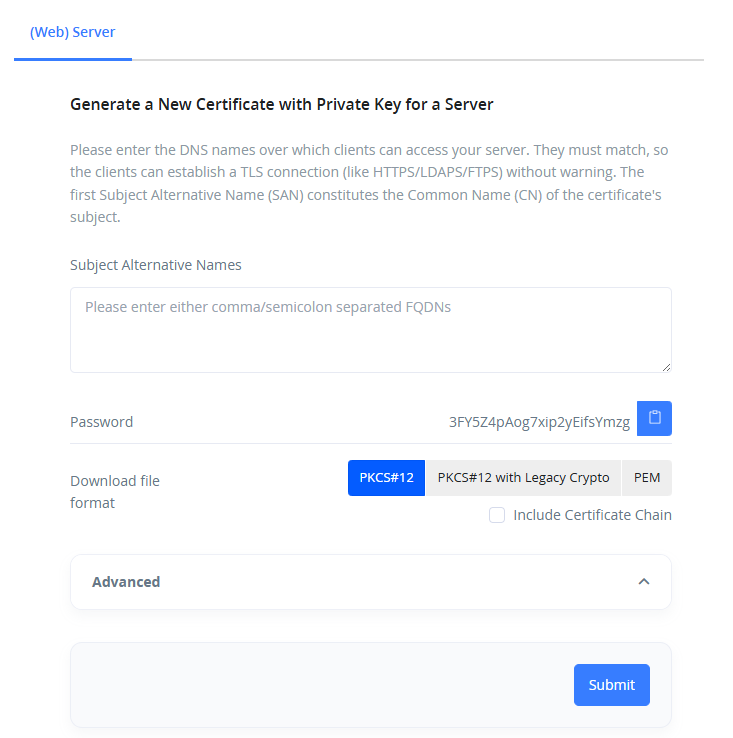 (Web) Server
Generate a New Certificate with Private Key for a Server
Please enter the DNS names over which clients can access your server. They must match, so
the clients can establish a TLS connection (like HTTPS/LDAPS/FTPS) without warning. The
first Subject Alternative Name (SAN) constitutes the Common Name (CN) of the certificate's
subject.
Subject Alternative Names
Please enter either comma/semicolon separated FQDNs
Password 3FY5Z4pAog7xip2yEifsYmzg
Download file
format
PKCS#12 PKCS#12 with Legacy Crypto PEM
Include Certificate Chain
Advanced
Submit